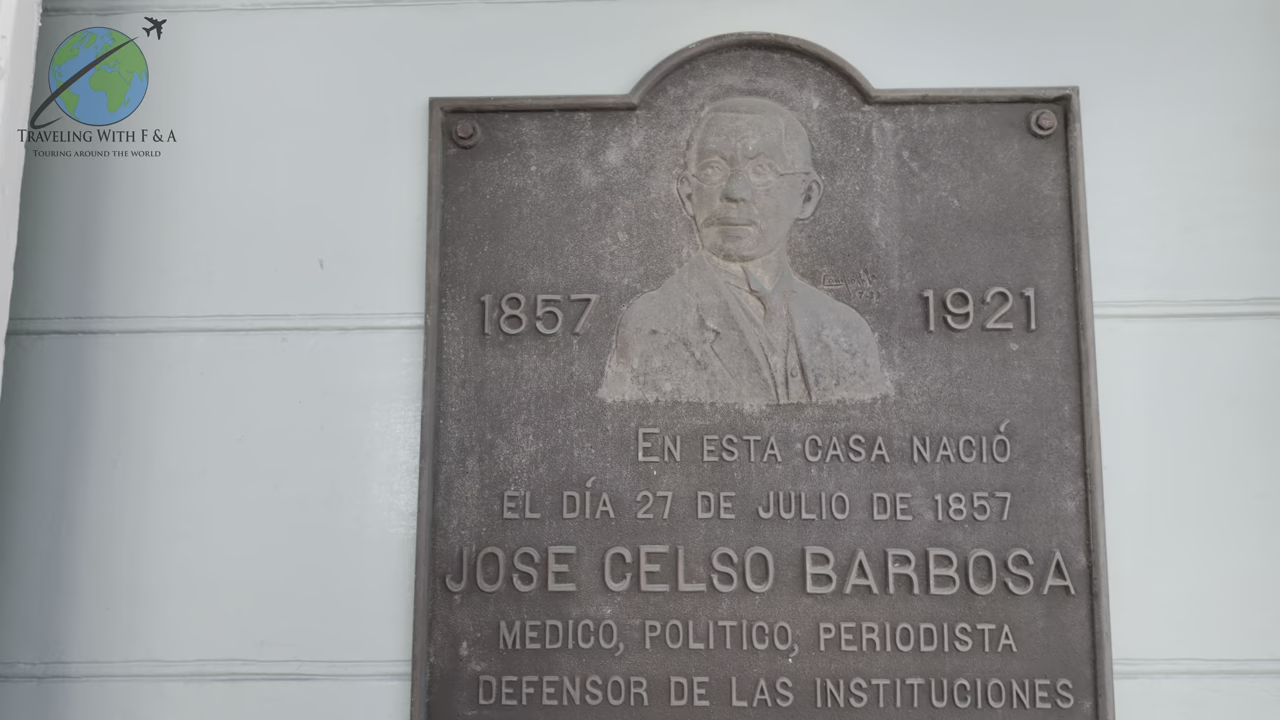 TRAVELING WITH F & A
TOURING AROUND THE WORLD
1857 1921
EN ESTA CASA NACIÓ
EL DÍA 27 DE JULIO DE 1857
JOSE CELSO BARBOSA
MEDICO, POLITICO, PERIODISTA
DEFENSOR DE LAS INSTITUCIONES